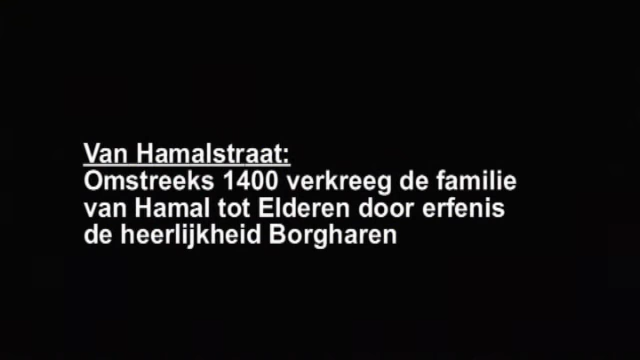 Van Hamalstraat:
Omstreeks 1400 verkreeg de familie
van Hamal tot Elderen door erfenis
de heerlijkheid Borgharen